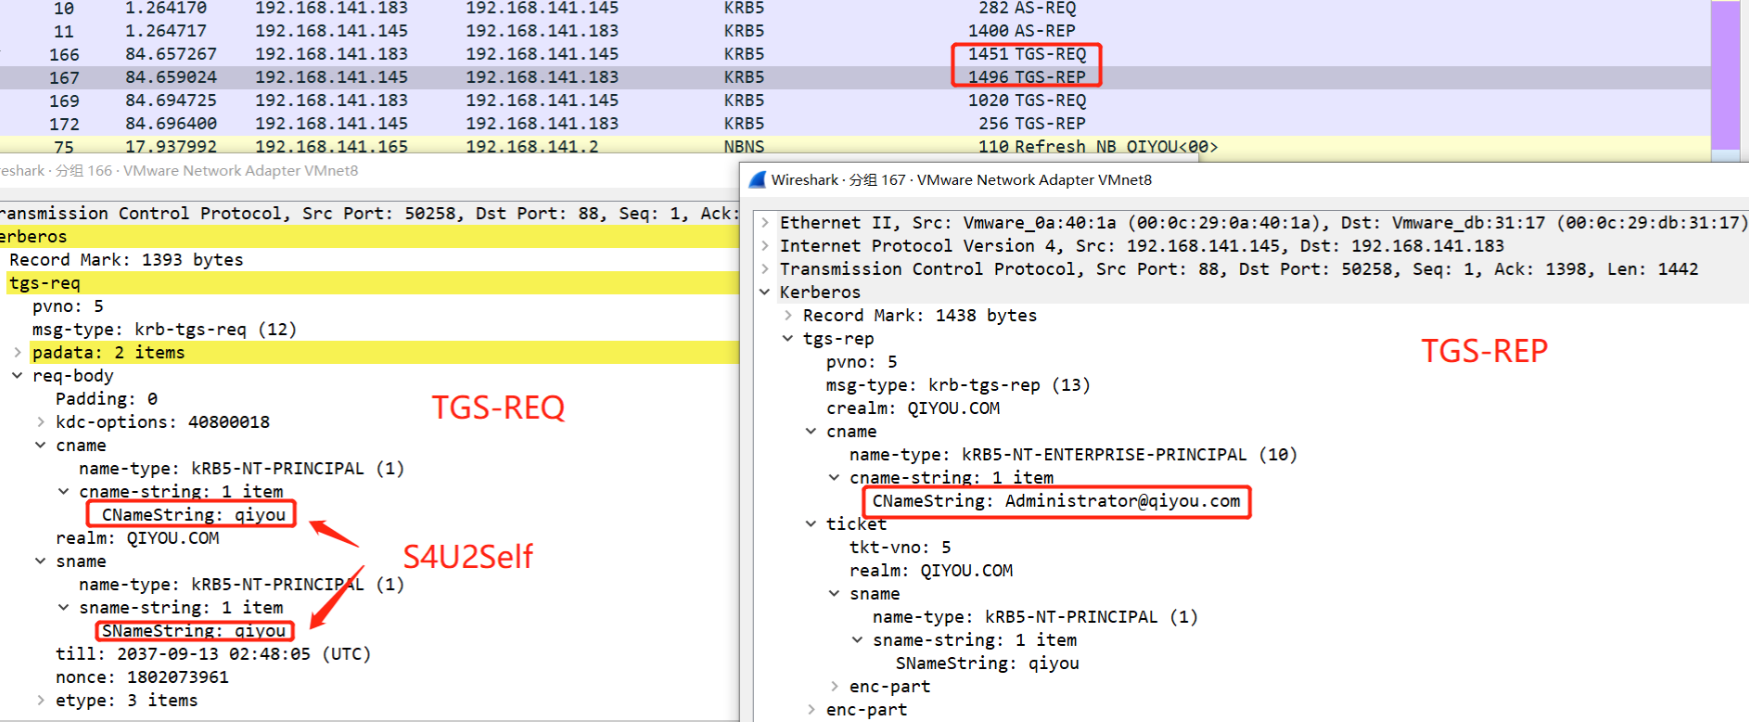 10 1.264170 192.168.141.183 192.168.141.145 KRB5 282 AS-REQ
11 1.264717 192.168.141.145 192.168.141.183 KRB5 1400 AS-REP
166 84.657267 192.168.141.183 192.168.141.145 KRB5 1451 TGS-REQ
167 84.659024 192.168.141.145 192.168.141.183 KRB5 1496 TGS-REP
169 84.694725 192.168.141.183 192.168.141.145 KRB5 1020 TGS-REQ
172 84.696400 192.168.141.145 192.168.141.183 KRB5 256 TGS-REP
75 17.937992 192.168.141.165 192.168.141.2 NBNS 110 Refresh NB QIYOU<00>
reshark · 分组 166 · VMware Network Adapter VMnet8
ransmission Control Protocol, Src Port: 50258, Dst Port: 88, Seq: 1, Ack:
erberos
Record Mark: 1393 bytes
tgs-req
pvno: 5
msg-type: krb-tgs-req (12)
padata: 2 items
req-body
Padding: 0
kdc-options: 40800018
cname
name-type: kRB5-NT-PRINCIPAL (1)
cname-string: 1 item
CNameString: qiyou
realm: QIYOU.COM
sname
name-type: kRB5-NT-PRINCIPAL (1)
sname-string: 1 item
SNameString: qiyou
till: 2037-09-13 02:48:05 (UTC)
nonce: 1802073961
etype: 3 items
TGS-REQ
S4U2Self
Wireshark · 分组 167 · VMware Network Adapter VMnet8
Ethernet II, Src: Vmware_0a:40:1a (00:0c:29:0a:40:1a), Dst: Vmware_db:31:17 (00:0c:29:db:31:17)
Internet Protocol Version 4, Src: 192.168.141.145, Dst: 192.168.141.183
Transmission Control Protocol, Src Port: 88, Dst Port: 50258, Seq: 1, Ack: 1398, Len: 1442
Kerberos
Record Mark: 1438 bytes
tgs-rep
pvno: 5
msg-type: krb-tgs-rep (13)
crealm: QIYOU.COM
cname
name-type: kRB5-NT-ENTERPRISE-PRINCIPAL (10)
cname-string: 1 item
CNameString: Administrator@qiyou.com
ticket
tkt-vno: 5
realm: QIYOU.COM
sname
name-type: kRB5-NT-PRINCIPAL (1)
sname-string: 1 item
SNameString: qiyou
enc-part
enc-part
TGS-REP